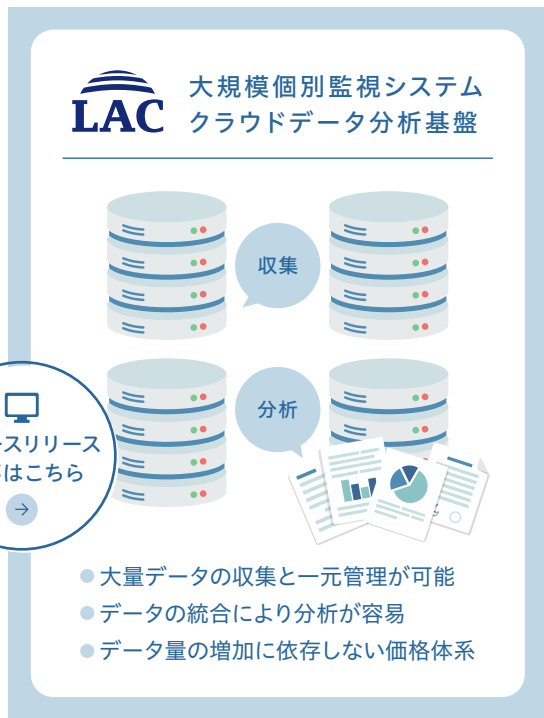 LAC
大規模個別監視システム
クラウドデータ分析基盤
収集
分析
スリリース
はこちら
大量データの収集と一元管理が可能
データの統合により分析が容易
データ量の増加に依存しない価格体系